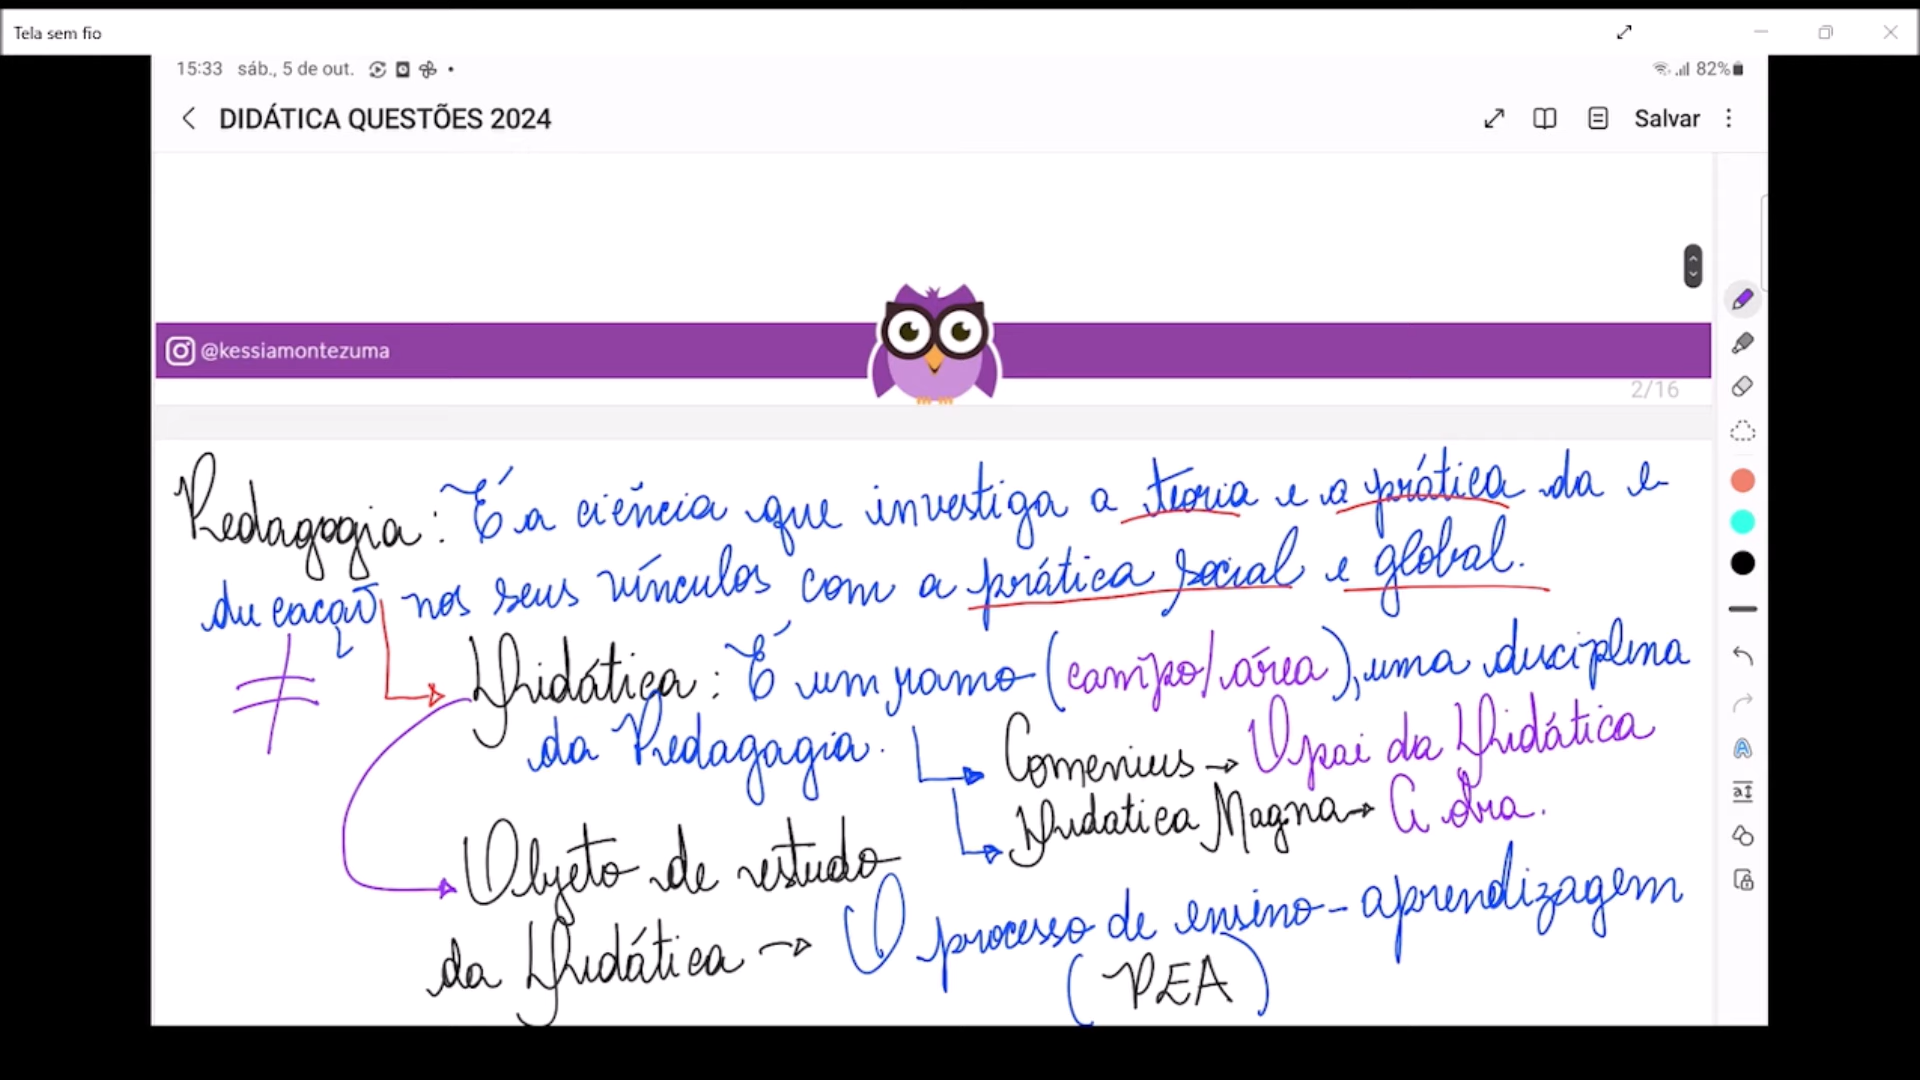 Tela sem fio
15:33 sáb., 5 de out. 82%
DIDÁTICA QUESTÕES 2024 Salvar
@kessiamontezuma
2/16
Pedagogia: É a ciência que investiga a teoria e a prática da e-
ducação nos seus vínculos com a prática social e global.
≠ Didática: É um ramo (campo/área), uma disciplina
da Pedagagia.
Comenius → O pai da Didática
Didatica Magna → A obra.
Objeto de estudo
da Didática → O processo de ensino-aprendizagem
(PEA)